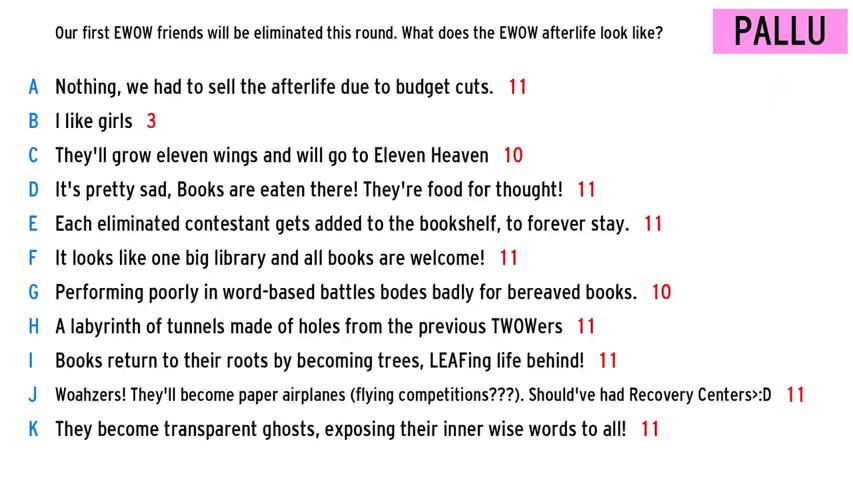 Our first EWOW friends will be eliminated this round. What does the EWOW afterlife look like?
PALLU
A Nothing, we had to sell the afterlife due to budget cuts. 11
B I like girls 3
C They'll grow eleven wings and will go to Eleven Heaven 10
D It's pretty sad, Books are eaten there! They're food for thought! 11
E Each eliminated contestant gets added to the bookshelf, to forever stay. 11
F It looks like one big library and all books are welcome! 11
G Performing poorly in word-based battles bodes badly for bereaved books. 10
H A labyrinth of tunnels made of holes from the previous TWOWers 11
I Books return to their roots by becoming trees, LEAFing life behind! 11
J Woahzers! They'll become paper airplanes (flying competitions???). Should've had Recovery Centers>:D 11
K They become transparent ghosts, exposing their inner wise words to all! 11